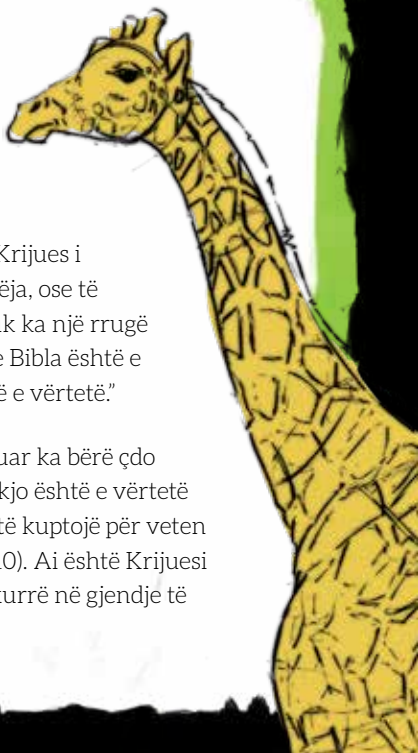 Krijues i
ëja, ose të
k ka një rrugë
e Bibla është e
ë e vërtetë.”
uar ka bërë çdo
kjo është e vërtetë
të kuptojë për veten
10). Ai është Krijuesi
kurrë në gjendje të